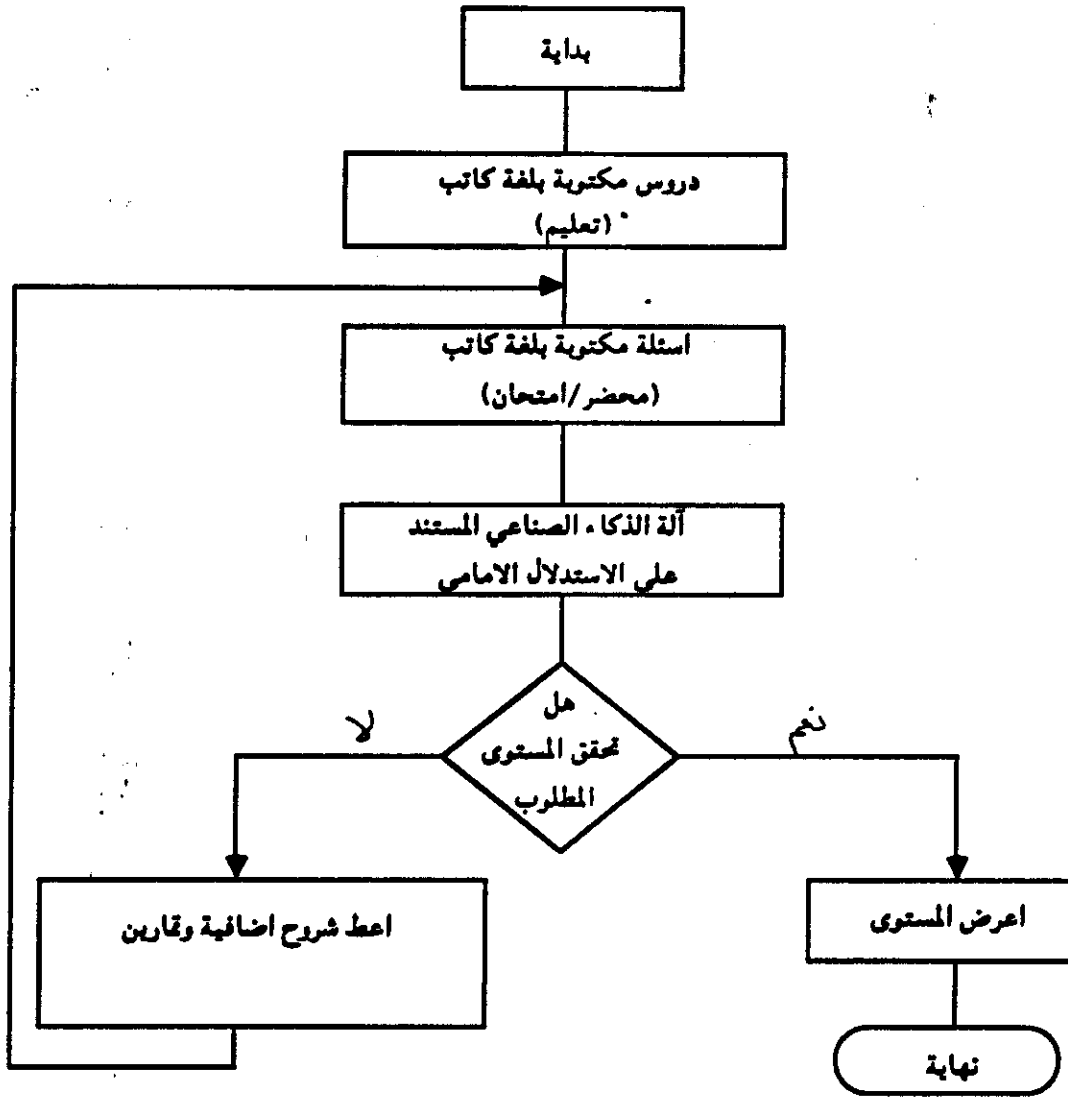 بداية
دروس مكتوبة بلغة كاتب
(تعليم)
اسئلة مكتوبة بلغة كاتب
(محضر/امتحان)
آلة الذكاء الصناعي المستند
على الاستدلال الامامي
هل
تحقق المستوى
المطلوب
نعم
لا
اعرض المستوى
اعط شروح اضافية وتمارين
نهاية